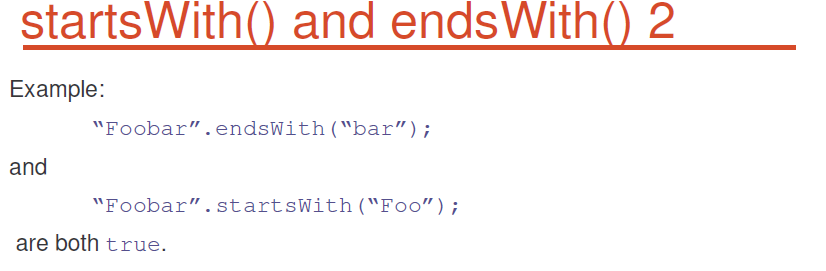 startsWith() and endsWith() 2
Example:
“Foobar”.endsWith(“bar”);
and
“Foobar”.startsWith(“Foo”);
are both true.